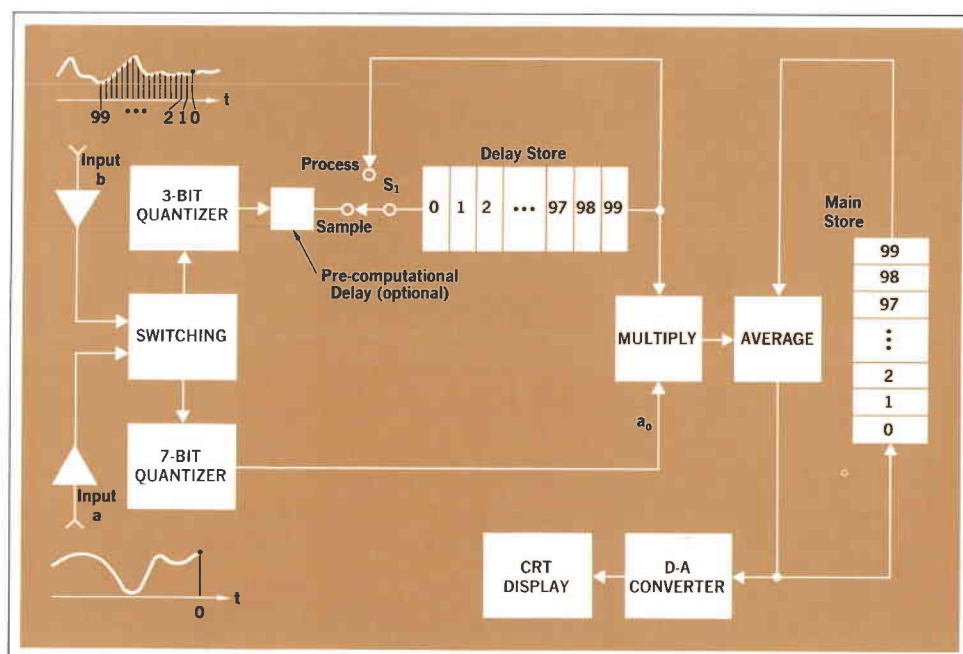 99 ••• 2 1 0 t
Input
b
3-BIT
QUANTIZER
Process
S₁
Sample
Delay Store
0 1 2 ••• 97 98 99
Pre-computational
Delay (optional)
Main
Store
99
98
97
⋮
2
1
0
SWITCHING
MULTIPLY
AVERAGE
a₀
7-BIT
QUANTIZER
Input
a
0 t
CRT
DISPLAY
D-A
CONVERTER